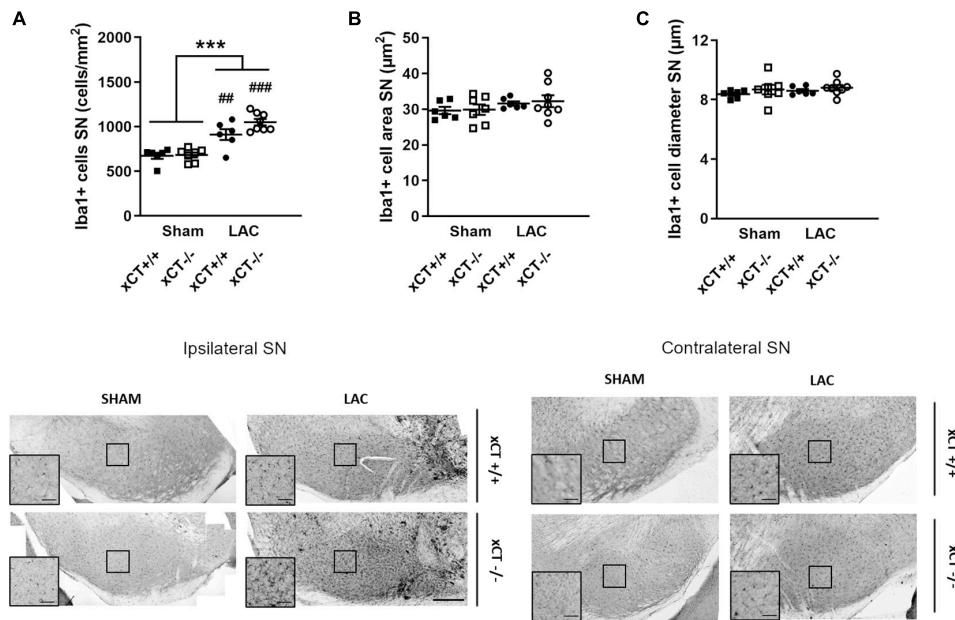 A
Iba1+ cells SN (cells/mm²)
2000
1500
1000
500
0
***
##
###
Sham
LAC
xCT+/+
xCT-/-
xCT+/+
xCT-/-
B
Iba1+ cell area SN (µm²)
50
40
30
20
10
0
Sham
LAC
xCT+/+
xCT-/-
xCT+/+
xCT-/-
C
Iba1+ cell diameter SN (µm)
12
8
4
0
Sham
LAC
xCT+/+
xCT-/-
xCT+/+
xCT-/-
Ipsilateral SN
SHAM
LAC
xCT +/+
xCT -/-
Contralateral SN
SHAM
LAC
xCT +/+
xCT -/-